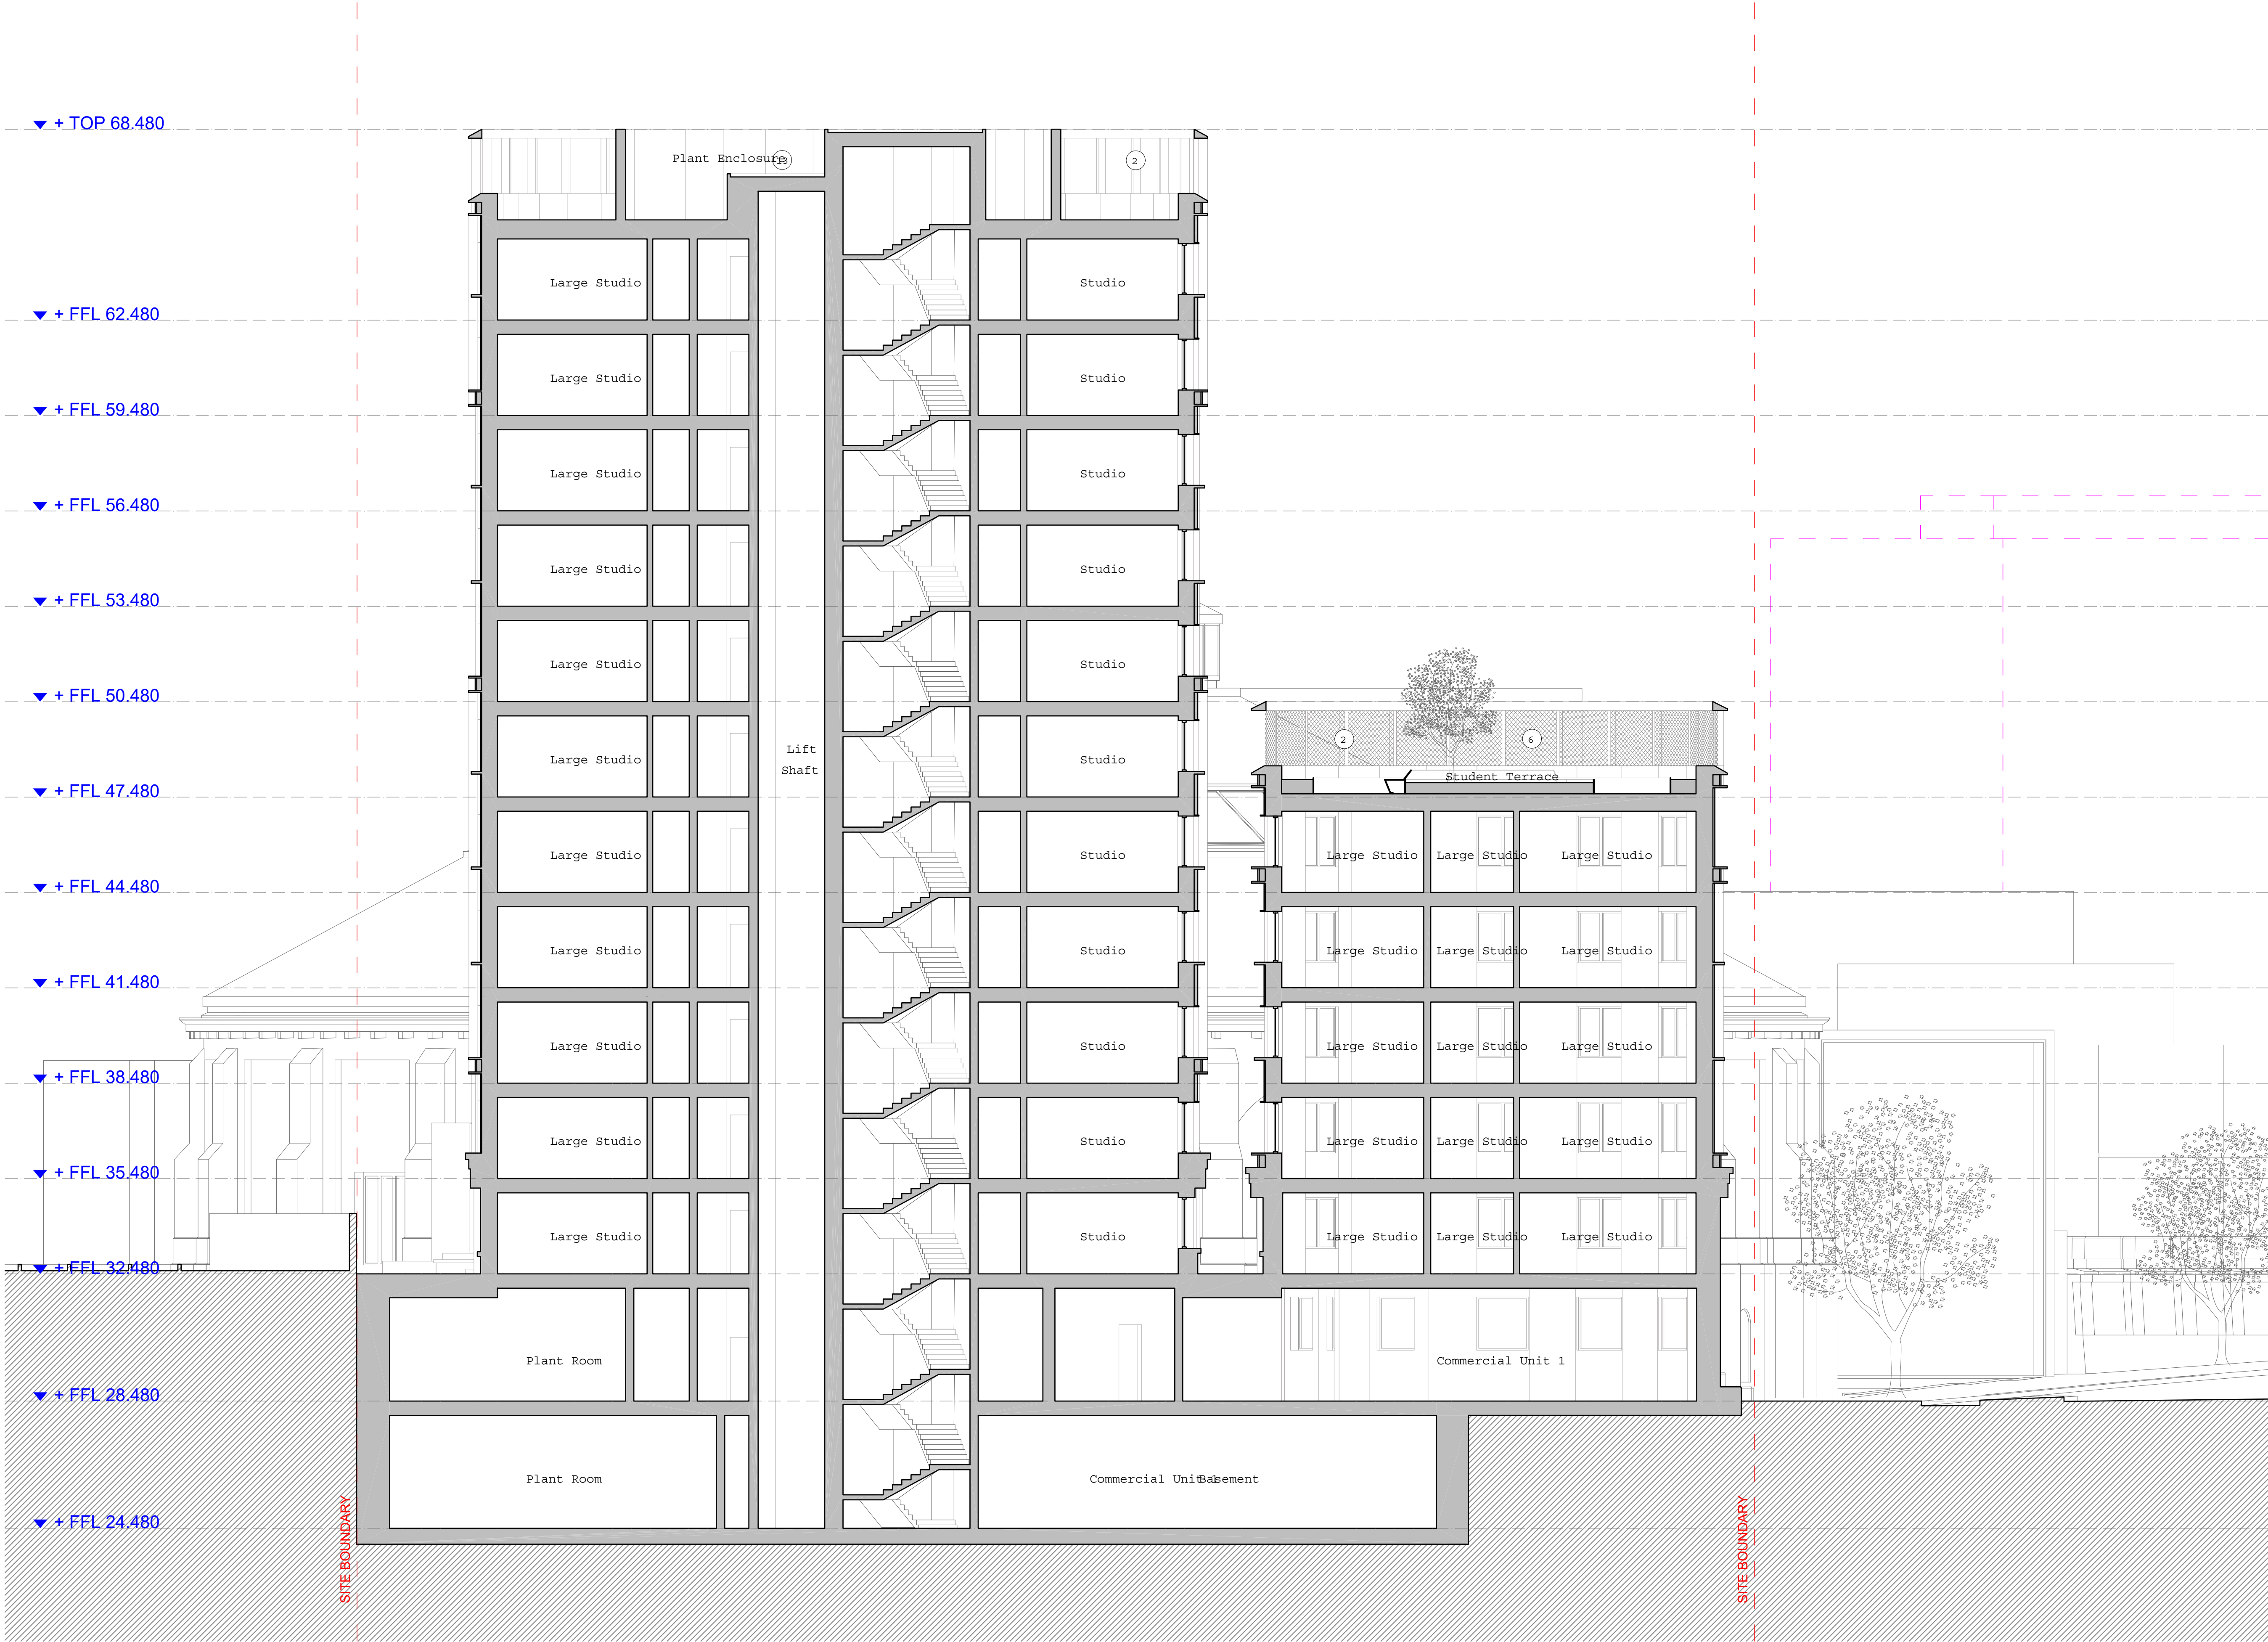 + TOP 68.480
Plant Enclosure 13 2
Large Studio Studio
+ FFL 62.480
Large Studio Studio
+ FFL 59.480
Large Studio Studio
+ FFL 56.480
Large Studio Studio
+ FFL 53.480
Large Studio Studio
+ FFL 50.480
2 6
Lift
Shaft
Large Studio Studio
Student Terrace
+ FFL 47.480
Large Studio Studio Large Studio Large Studio Large Studio
+ FFL 44.480
Large Studio Studio Large Studio Large Studio Large Studio
+ FFL 41.480
Large Studio Studio Large Studio Large Studio Large Studio
+ FFL 38.480
Large Studio Studio Large Studio Large Studio Large Studio
+ FFL 35.480
Large Studio Studio Large Studio Large Studio Large Studio
+ FFL 32.480
Plant Room Commercial Unit 1
+ FFL 28.480
Plant Room Commercial Unit 1 Basement
+ FFL 24.480
SITE BOUNDARY SITE BOUNDARY